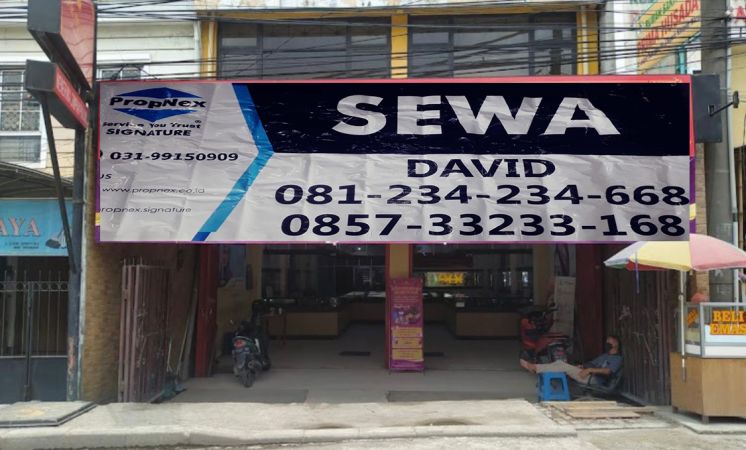 PROPNEX
Service You Trust
SIGNATURE
031-99150909
www.propnex.co.id
propnex.signature
SEWA
DAVID
081-234-234-668
0857-33233-168
AYA
BELI
EMAS